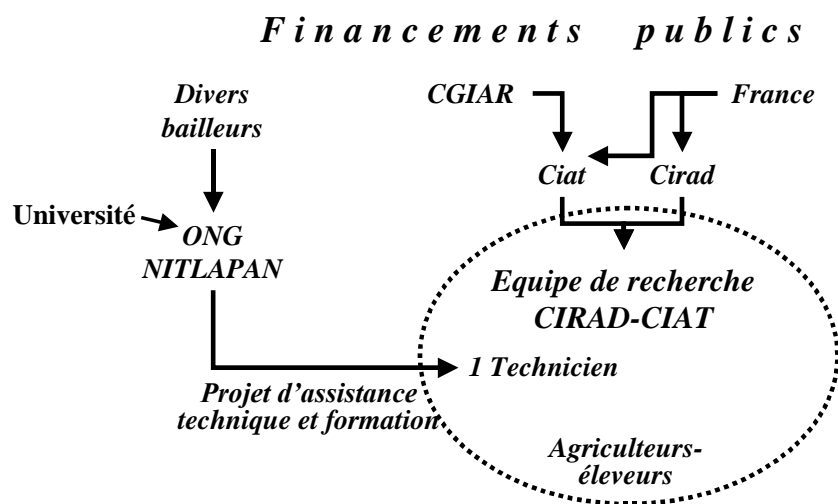 Financements publics
Divers
bailleurs
CGIAR
France
Ciat
Cirad
Université
ONG
NITLAPAN
Equipe de recherche
CIRAD-CIAT
1 Technicien
Projet d'assistance
technique et formation
Agriculteurs-
éleveurs